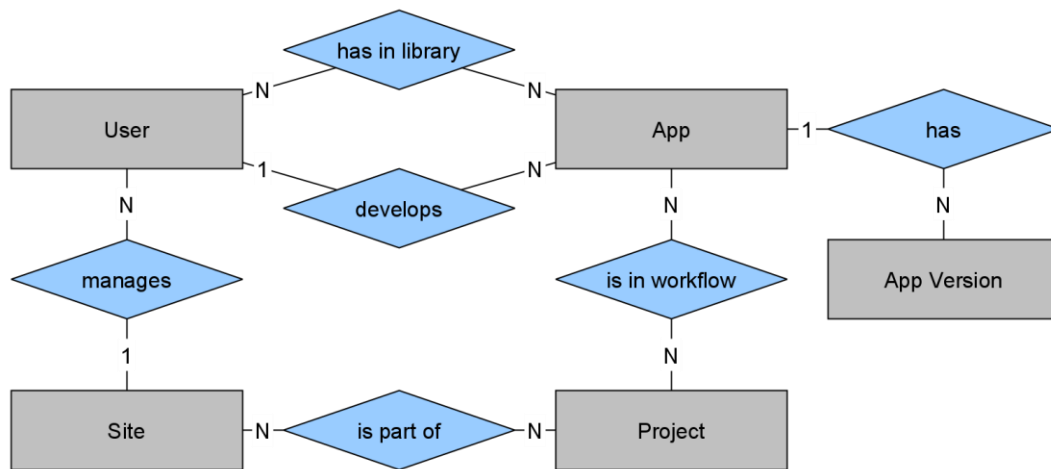 has in library
N
N
User
App
1
has
1
N
develops
N
N
N
manages
is in workflow
App Version
1
N
Site
N
is part of
N
Project